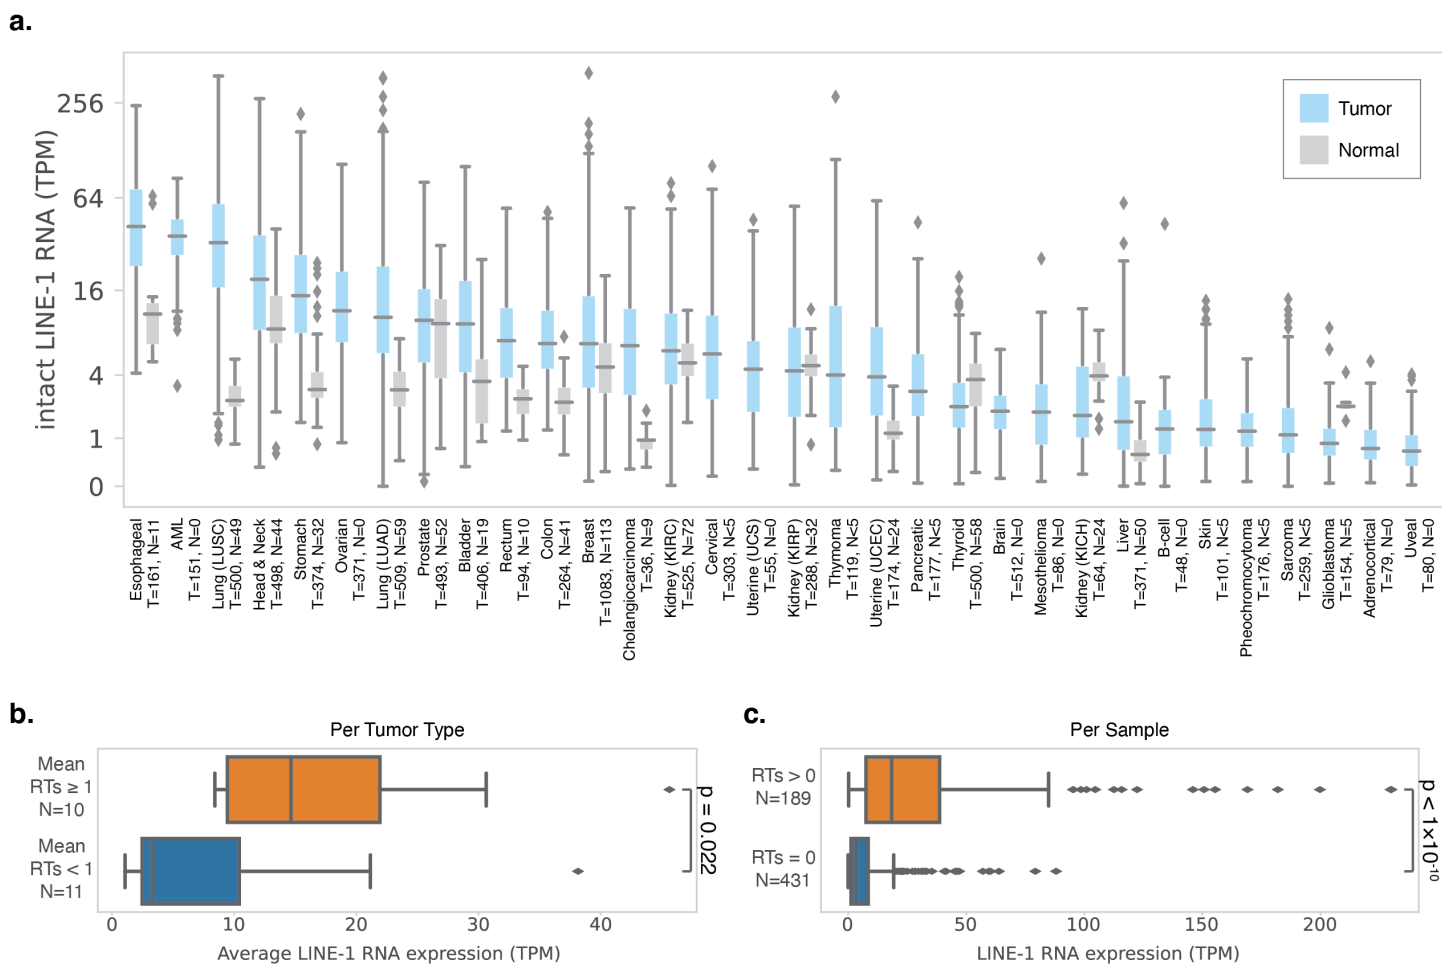 a.
intact LINE-1 RNA (TPM)
256
64
16
4
1
0
Tumor
Normal
Esophageal
T=161, N=11
AML
T=151, N=0
Lung (LUSC)
T=500, N=49
Head & Neck
T=498, N=44
Stomach
T=374, N=32
Ovarian
T=371, N=0
Lung (LUAD)
T=509, N=59
Prostate
T=493, N=52
Bladder
T=406, N=19
Rectum
T=94, N=10
Colon
T=264, N=41
Breast
T=1083, N=113
Cholangiocarcinoma
T=36, N=9
Kidney (KIRC)
T=525, N=72
Cervical
T=303, N<5
Uterine (UCS)
T=55, N=0
Kidney (KIRP)
T=288, N=32
Thymoma
T=119, N<5
Uterine (UCEC)
T=174, N=24
Pancreatic
T=177, N<5
Thyroid
T=500, N=58
Brain
T=512, N=0
Mesothelioma
T=86, N=0
Kidney (KICH)
T=64, N=24
Liver
T=371, N=50
B-cell
T=48, N=0
Skin
T=101, N<5
Pheochromocytoma
T=176, N<5
Sarcoma
T=259, N<5
Glioblastoma
T=154, N=5
Adrenocortical
T=79, N=0
Uveal
T=80, N=0
b.
Per Tumor Type
Mean
RTs ≥ 1
N=10
Mean
RTs < 1
N=11
p = 0.022
0 10 20 30 40
Average LINE-1 RNA expression (TPM)
c.
Per Sample
RTs > 0
N=189
RTs = 0
N=431
p < 1×10⁻¹⁰
0 50 100 150 200
LINE-1 RNA expression (TPM)